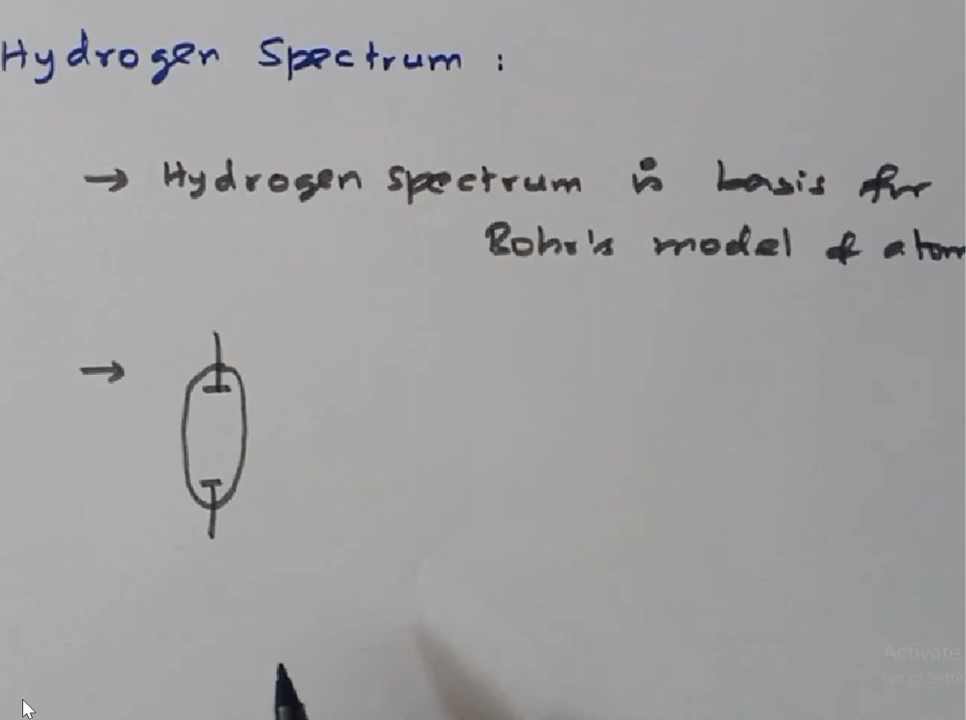 Hydrogen Spectrum :
→ Hydrogen spectrum is basis for
Bohr's model of atom
→
Activate